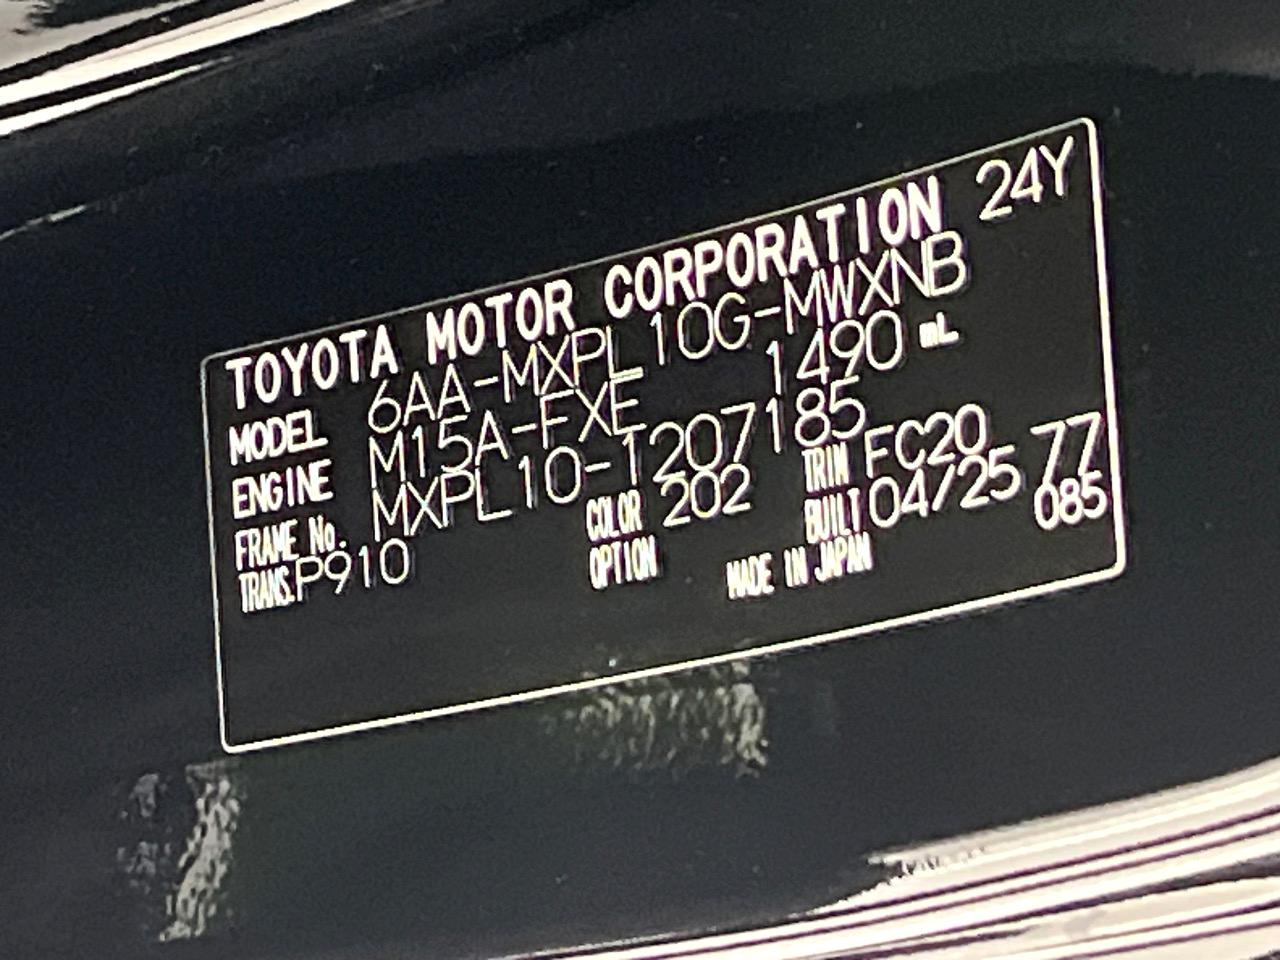 TOYOTA MOTOR CORPORATION 24Y
MODEL 6AA-MXPL10G-MWXNB
ENGINE M15A-FXE 1490 mL
FRAME No. MXPL10-1207185
COLOR 202 TRIM FC20 77
TRANS. P910 OPTION BUILT 04/25 085
MADE IN JAPAN